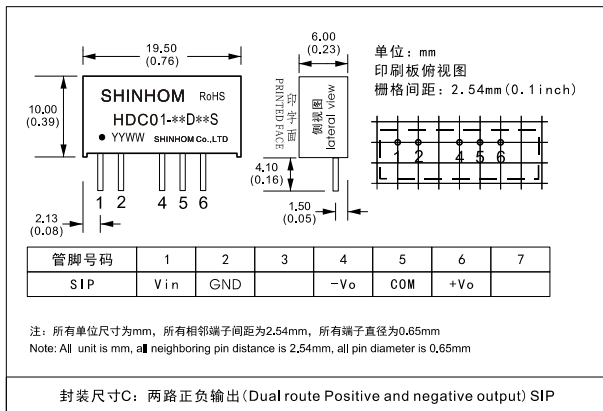 19.50
(0.76)
10.00
(0.39)
SHINHOM RoHS
HDC01-**D**S
YYWW SHINHOM Co.,LTD
1 2 4 5 6
2.13
(0.08)
6.00
(0.23)
PRINTED FACE
印字面
侧视图
lateral view
4.10
(0.16)
1.50
(0.05)
单位: mm
印刷板俯视图
栅格间距: 2.54mm(0.1inch)
1 2 4 5 6
管脚号码 1 2 3 4 5 6 7
SIP Vin GND -Vo COM +Vo
注: 所有单位尺寸为mm, 所有相邻端子间距为2.54mm, 所有端子直径为0.65mm
Note: All unit is mm, all neighboring pin distance is 2.54mm, all pin diameter is 0.65mm
封装尺寸C: 两路正负输出(Dual route Positive and negative output) SIP